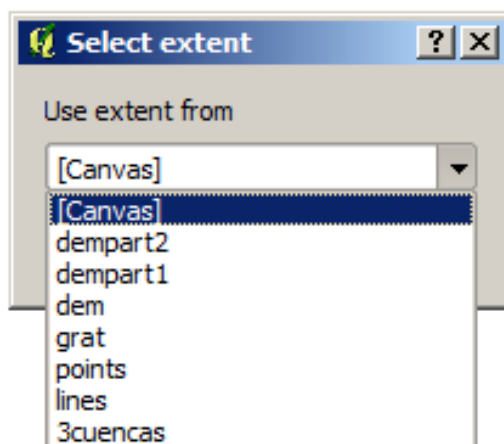 Select extent
Use extent from
[Canvas]
[Canvas]
dempart2
dempart1
dem
grat
points
lines
3cuencas